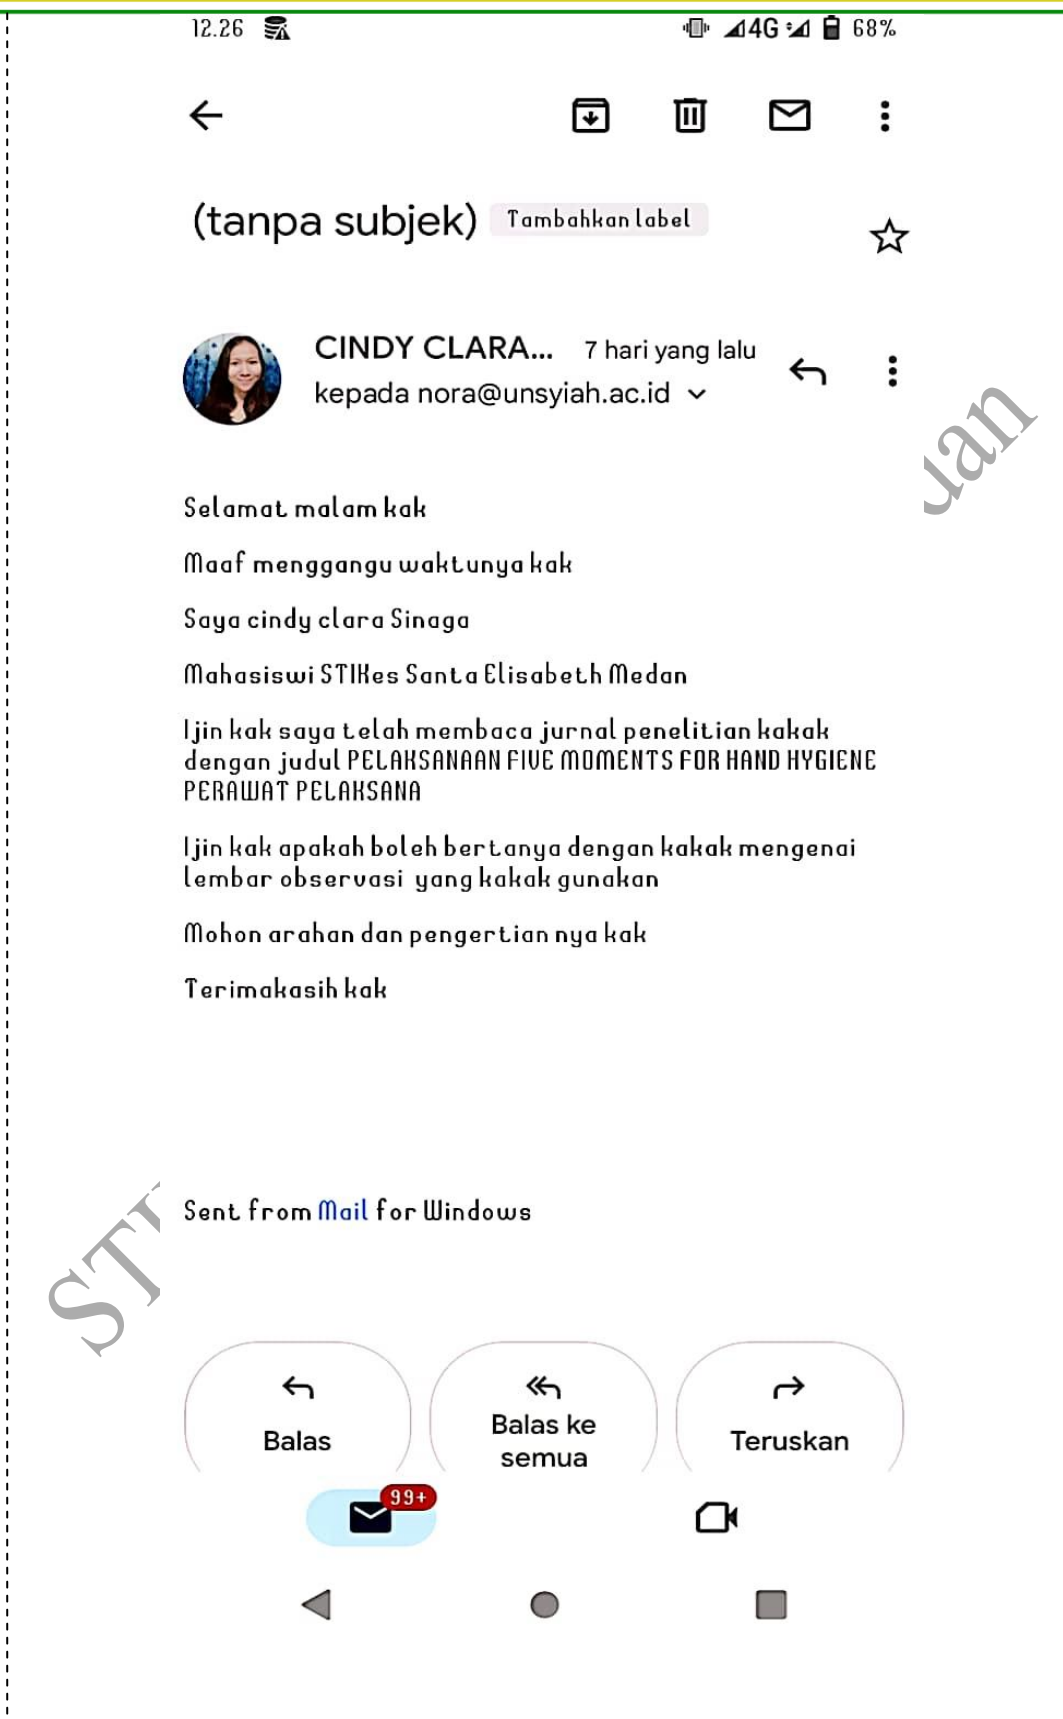 12.26 4G 68%
(tanpa subjek) Tambahkan label
CINDY CLARA... 7 hari yang lalu
kepada nora@unsyiah.ac.id
Selamat malam kak
Maaf menggangu waktunya kak
Saya cindy clara Sinaga
Mahasiswi STIKes Santa Elisabeth Medan
Ijin kak saya telah membaca jurnal penelitian kakak
dengan judul PELAKSANAAN FIVE MOMENTS FOR HAND HYGIENE
PERAWAT PELAKSANA
Ijin kak apakah boleh bertanya dengan kakak mengenai
lembar observasi yang kakak gunakan
Mohon arahan dan pengertian nya kak
Terimakasih kak
Sent from Mail for Windows
Balas
Balas ke
semua
Teruskan
99+